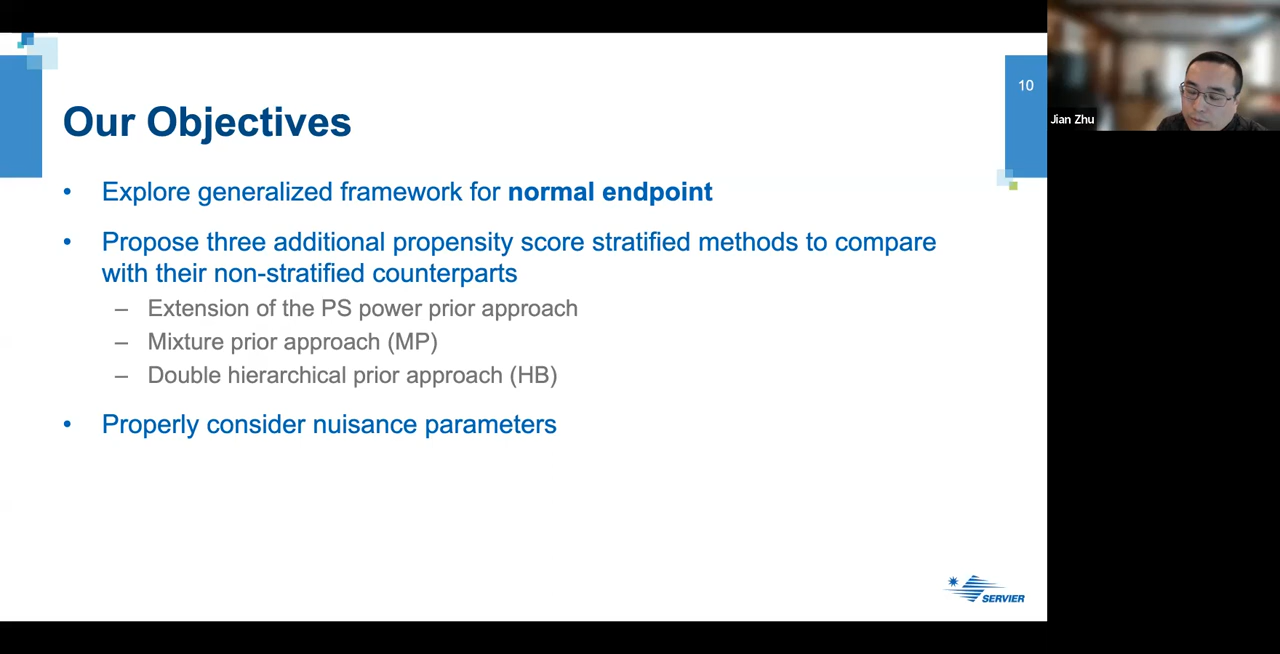 10
Our Objectives
• Explore generalized framework for normal endpoint
• Propose three additional propensity score stratified methods to compare
with their non-stratified counterparts
– Extension of the PS power prior approach
– Mixture prior approach (MP)
– Double hierarchical prior approach (HB)
• Properly consider nuisance parameters
SERVIER
Jian Zhu